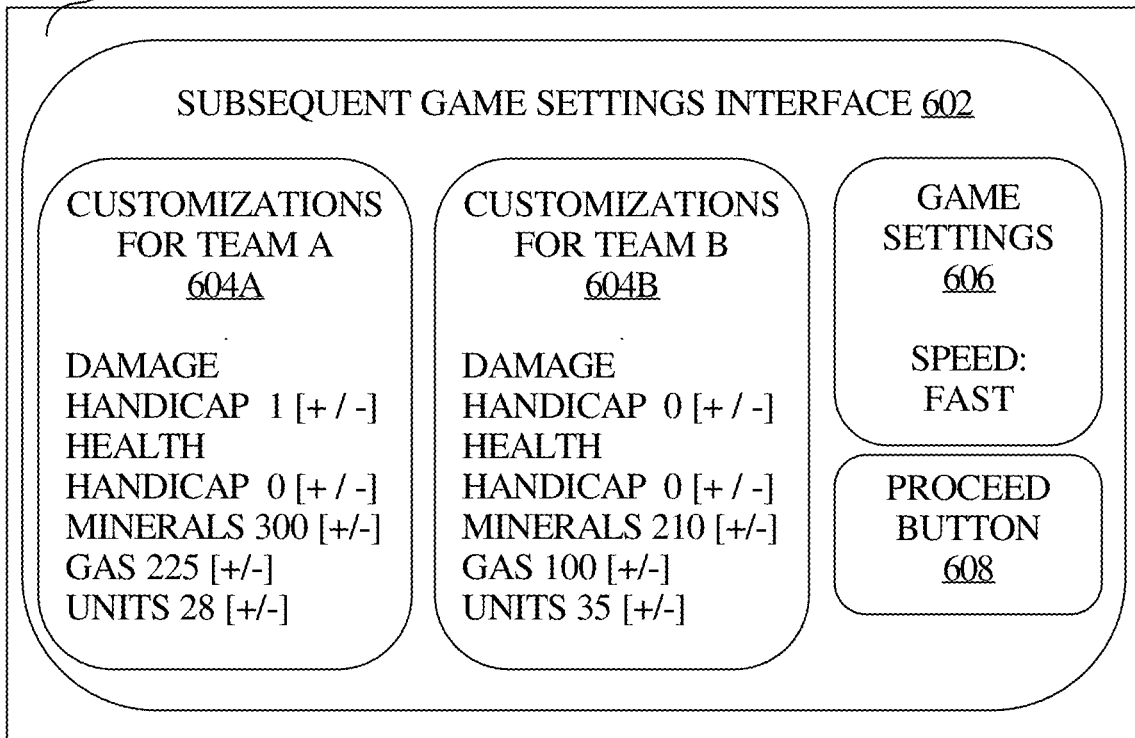 SUBSEQUENT GAME SETTINGS INTERFACE 602
CUSTOMIZATIONS
FOR TEAM A
604A
DAMAGE
HANDICAP 1 [+ / -]
HEALTH
HANDICAP 0 [+ / -]
MINERALS 300 [+/-]
GAS 225 [+/-]
UNITS 28 [+/-]
CUSTOMIZATIONS
FOR TEAM B
604B
DAMAGE
HANDICAP 0 [+ / -]
HEALTH
HANDICAP 0 [+ / -]
MINERALS 210 [+/-]
GAS 100 [+/-]
UNITS 35 [+/-]
GAME
SETTINGS
606
SPEED:
FAST
PROCEED
BUTTON
608